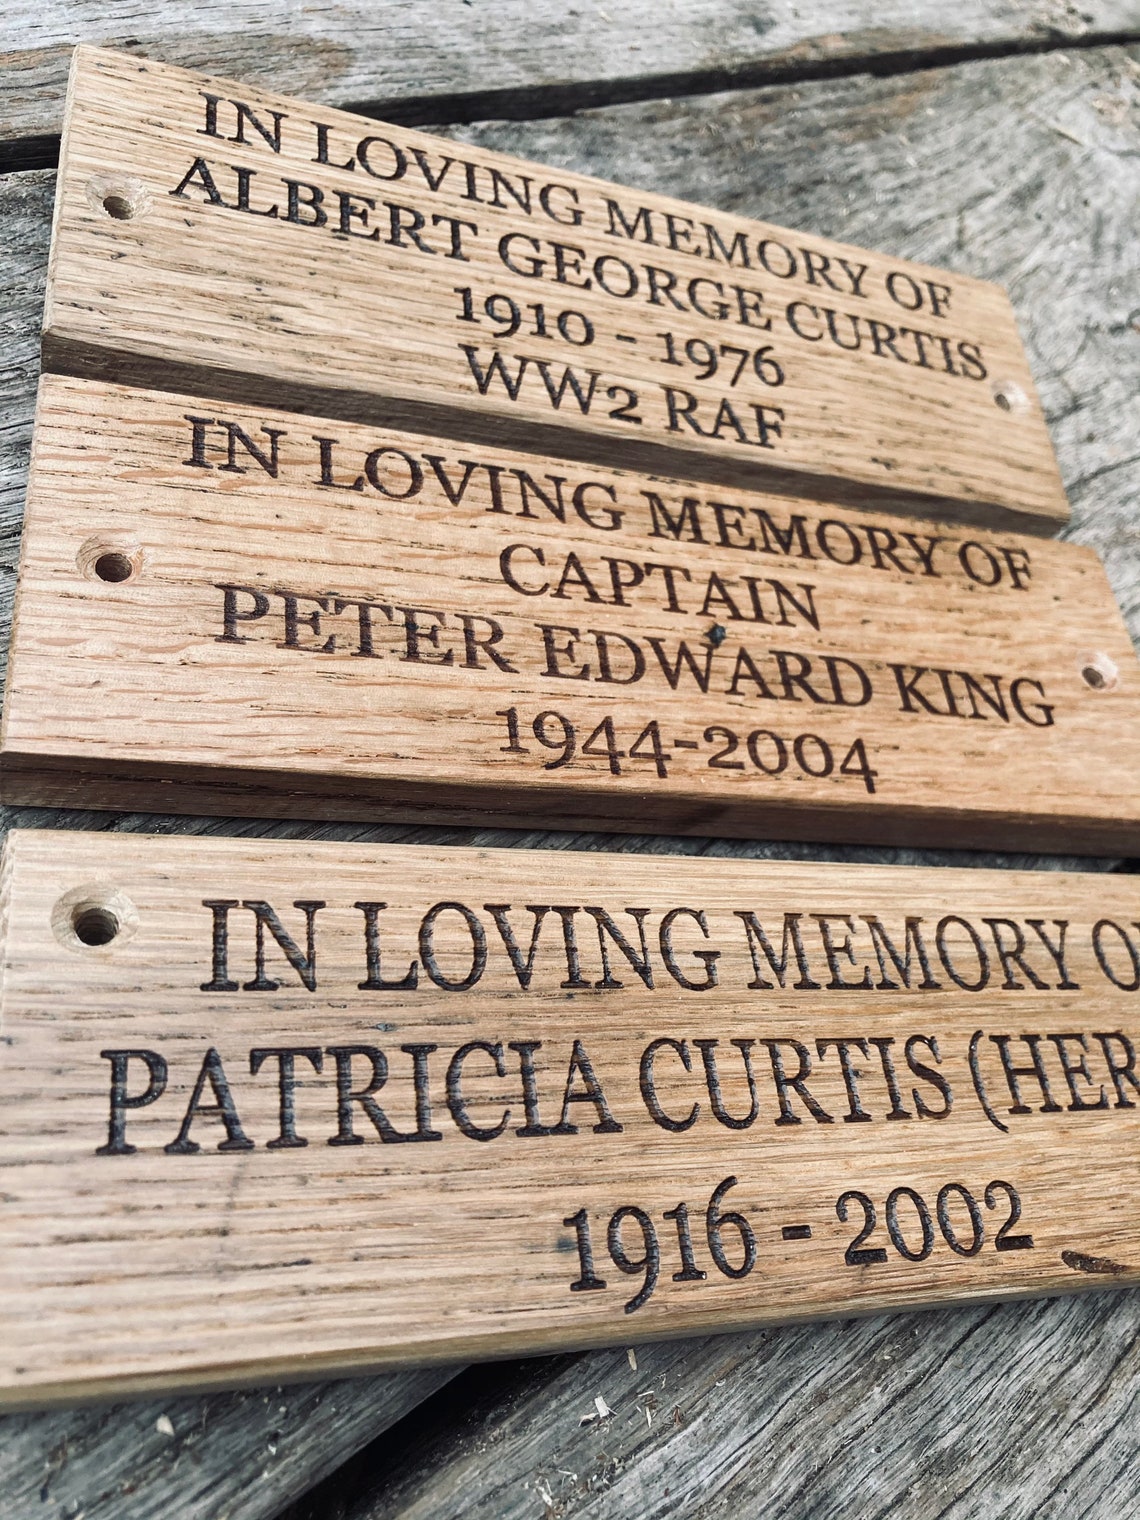 IN LOVING MEMORY OF
ALBERT GEORGE CURTIS
1910 - 1976
WW2 RAF
IN LOVING MEMORY OF
CAPTAIN
PETER EDWARD KING
1944-2004
IN LOVING MEMORY
PATRICIA CURTIS
1916 - 2002